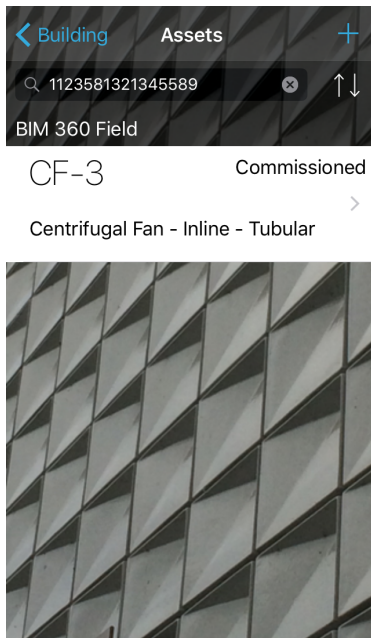 Building
Assets
1123581321345589
BIM 360 Field
CF-3
Commissioned
Centrifugal Fan - Inline - Tubular